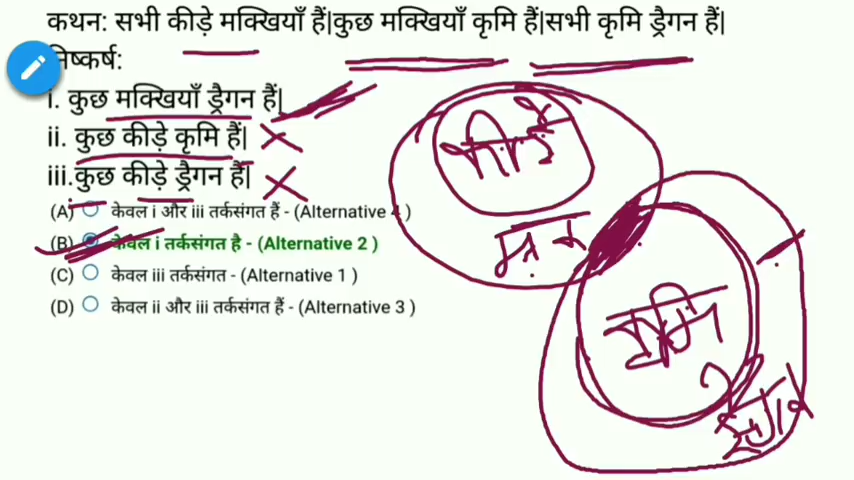 कथन: सभी कीड़े मक्खियाँ हैं|कुछ मक्खियाँ कृमि हैं|सभी कृमि ड्रैगन हैं|
निष्कर्ष:
i. कुछ मक्खियाँ ड्रैगन हैं|
ii. कुछ कीड़े कृमि हैं|
iii.कुछ कीड़े ड्रैगन हैं|
(A) केवल i और iii तर्कसंगत हैं - (Alternative 4 )
(B) केवल i तर्कसंगत है - (Alternative 2 )
(C) केवल iii तर्कसंगत - (Alternative 1 )
(D) केवल ii और iii तर्कसंगत हैं - (Alternative 3 )
कीड़े
कृमि